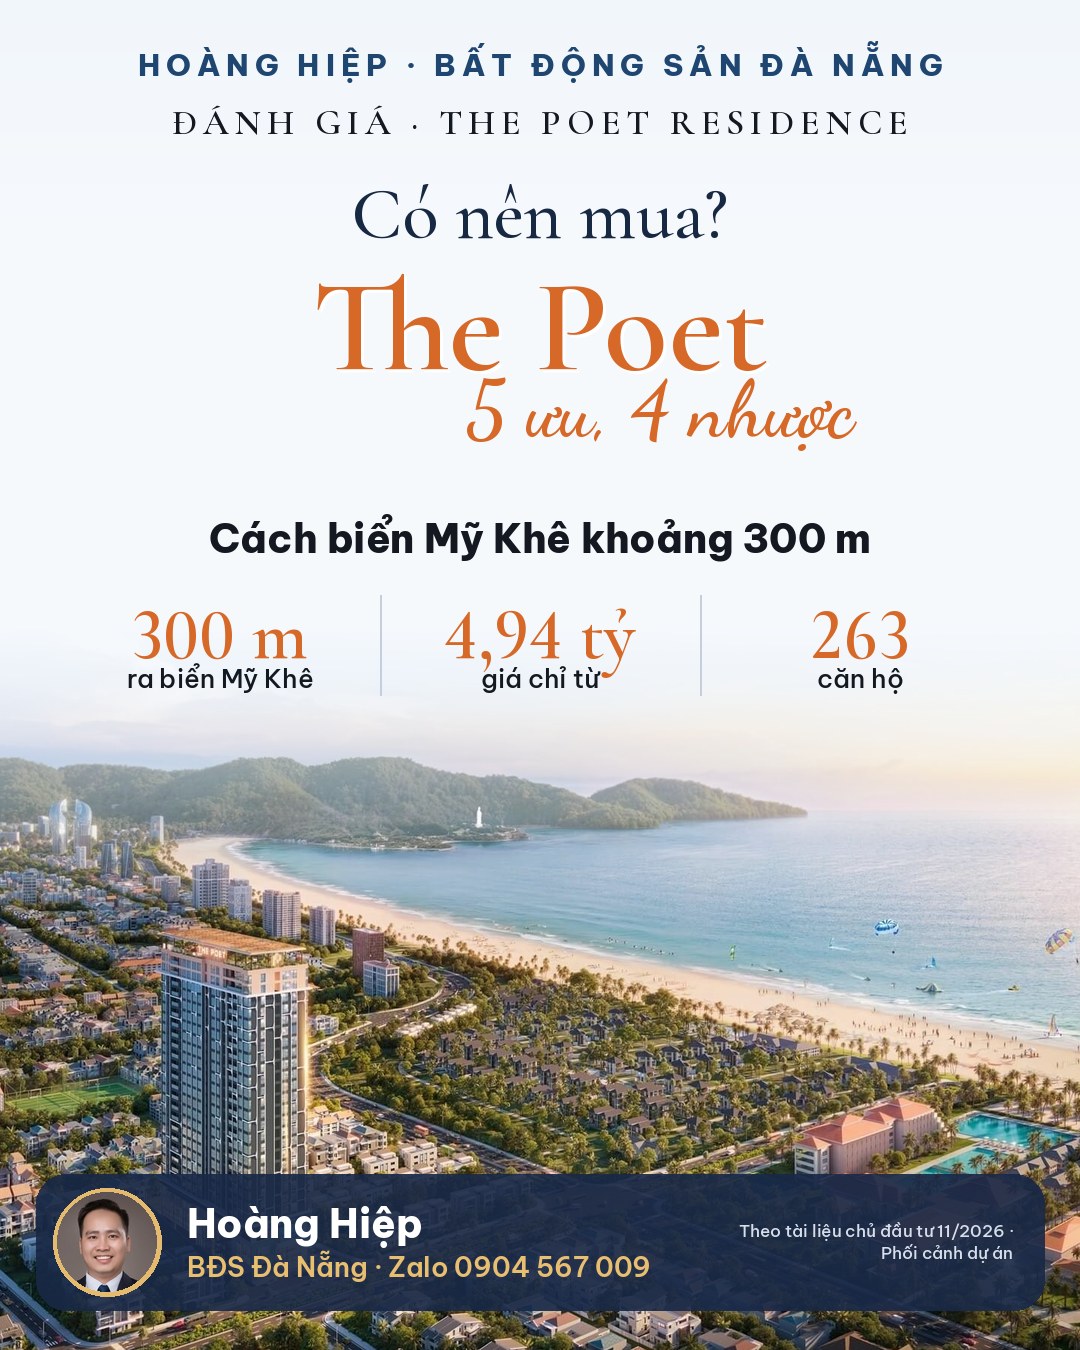 HOÀNG HIỆP · BẤT ĐỘNG SẢN ĐÀ NẴNG
ĐÁNH GIÁ · THE POET RESIDENCE
Có nên mua?
The Poet
5 ưu, 4 nhược
Cách biển Mỹ Khê khoảng 300 m
300 m
ra biển Mỹ Khê
4,94 tỷ
giá chỉ từ
263
căn hộ
THE POET
Hoàng Hiệp
BĐS Đà Nẵng · Zalo 0904 567 009
Theo tài liệu chủ đầu tư 11/2026 ·
Phối cảnh dự án